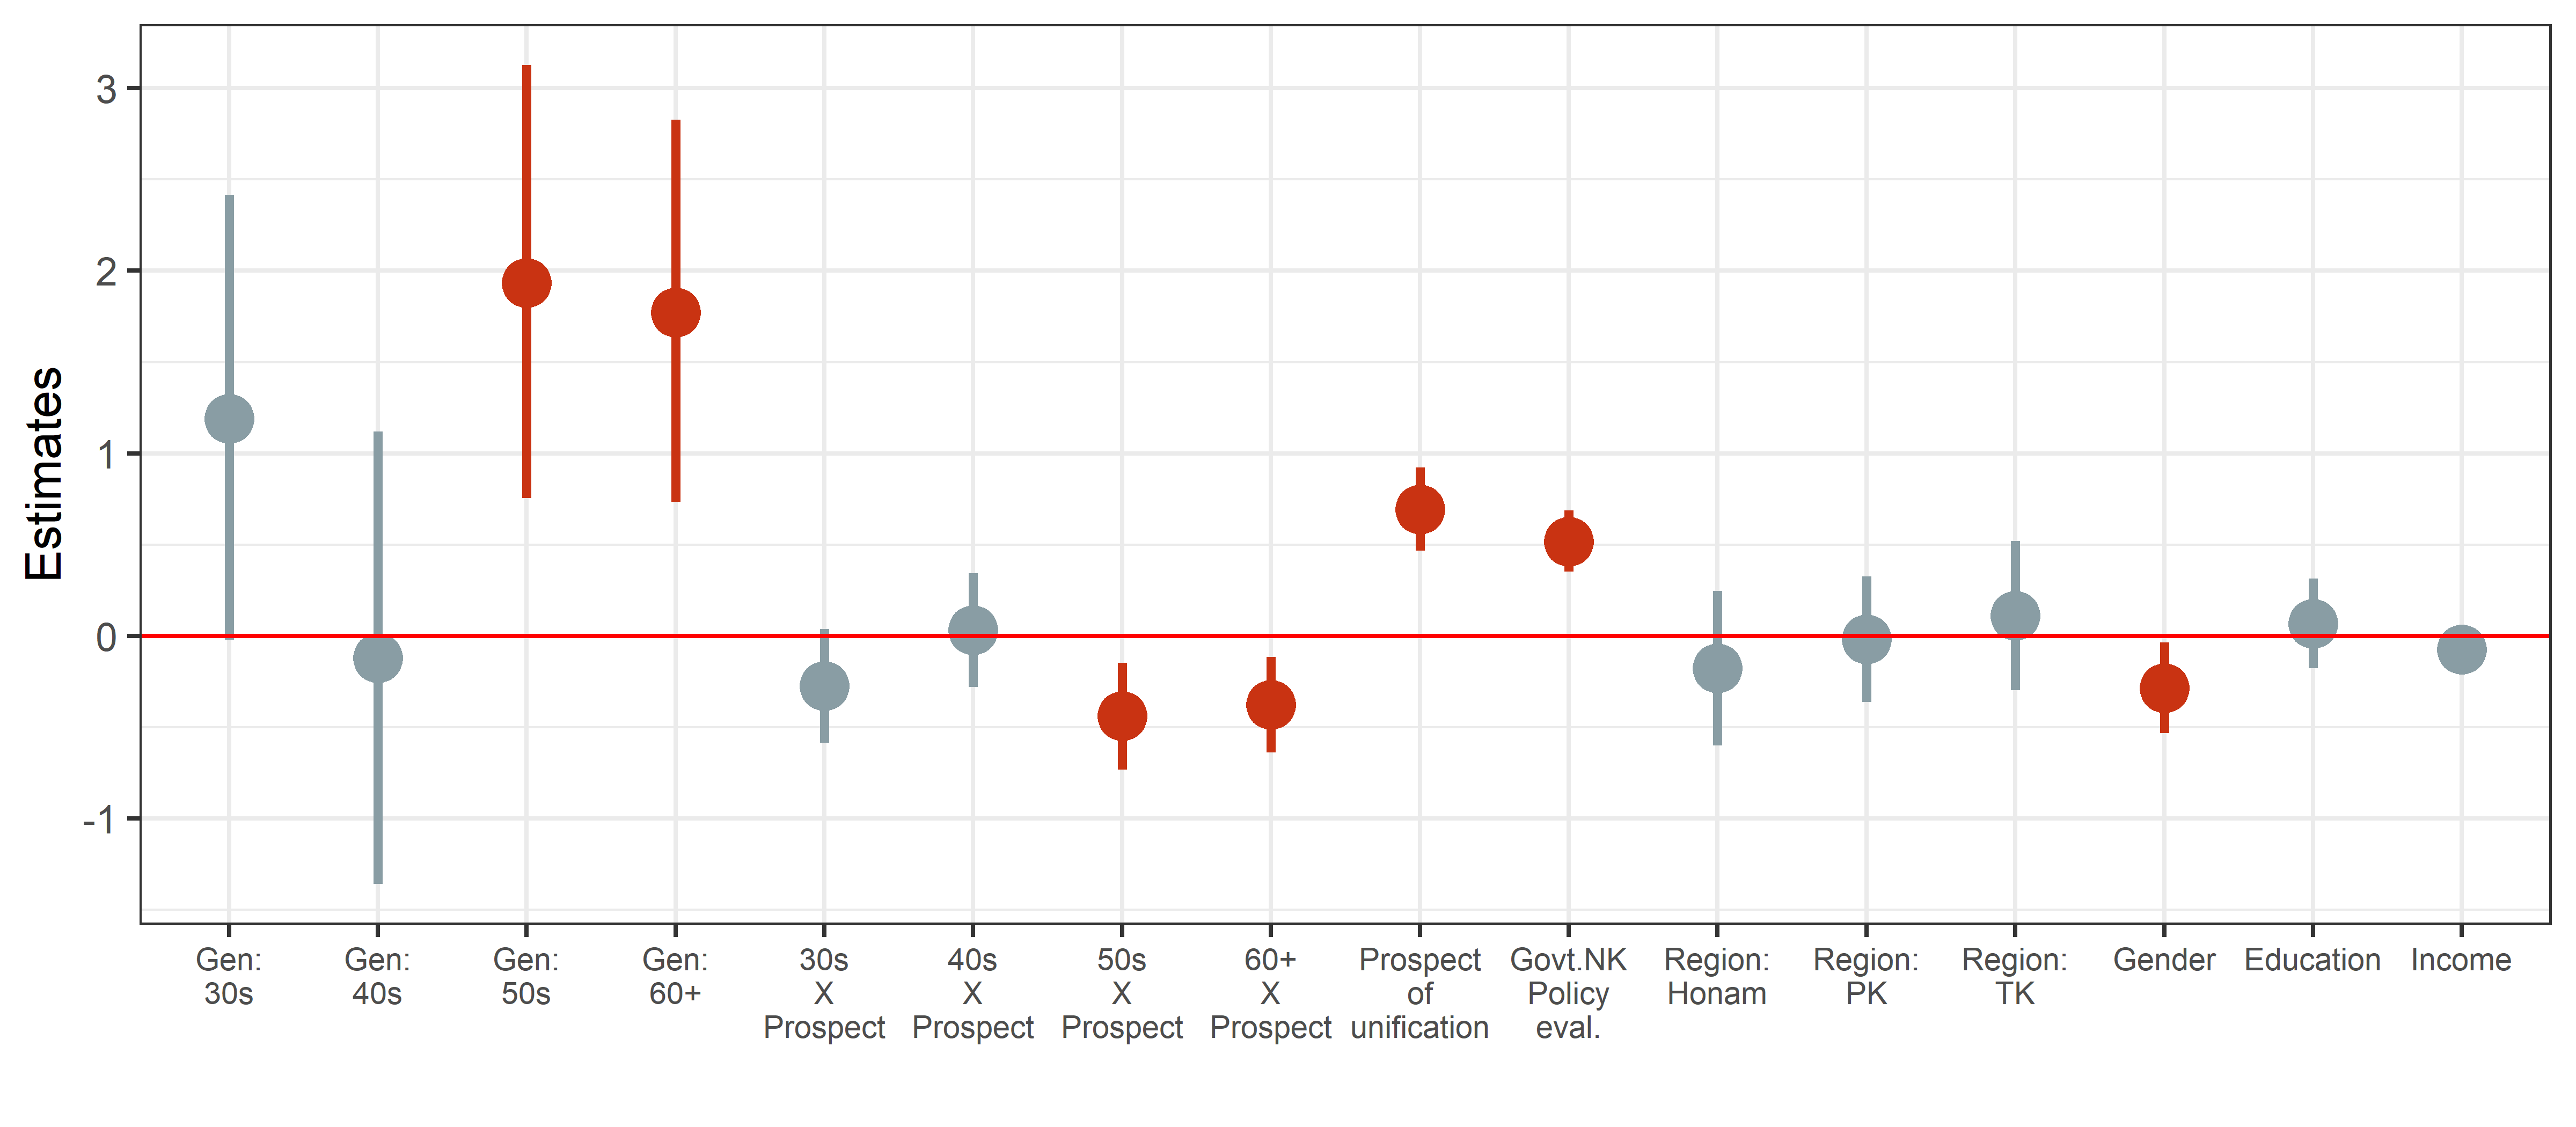 3
2
1
0
-1
Estimates
Gen:
30s
Gen:
40s
Gen:
50s
Gen:
60+
30s
X
Prospect
40s
X
Prospect
50s
X
Prospect
60+
X
Prospect
Prospect
of
unification
Govt.NK
Policy
eval.
Region:
Honam
Region:
PK
Region:
TK
Gender
Education
Income